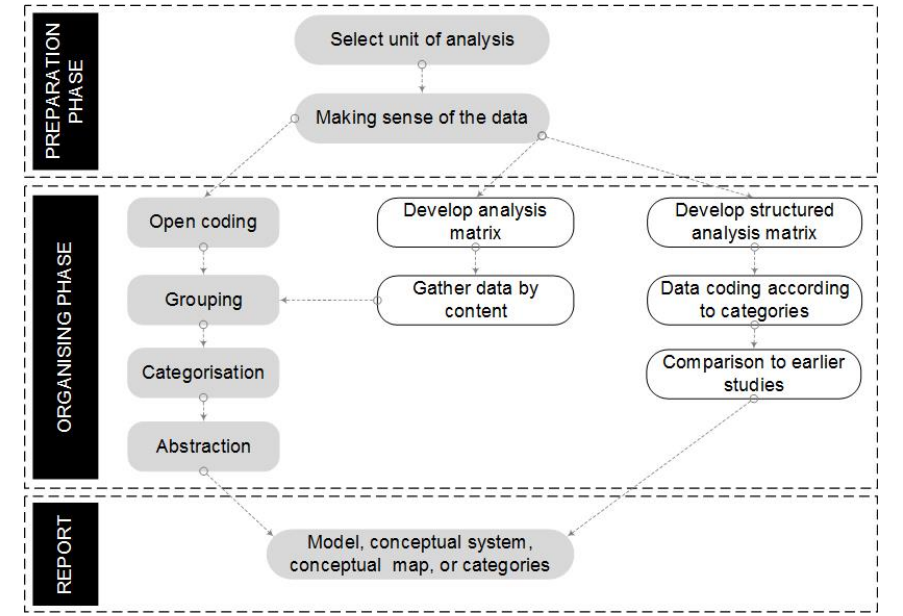 PREPARATION
PHASE
Select unit of analysis
Making sense of the data
ORGANISING PHASE
Open coding
Grouping
Categorisation
Abstraction
Develop analysis
matrix
Gather data by
content
Develop structured
analysis matrix
Data coding according
to categories
Comparison to earlier
studies
REPORT
Model, conceptual system,
conceptual map, or categories